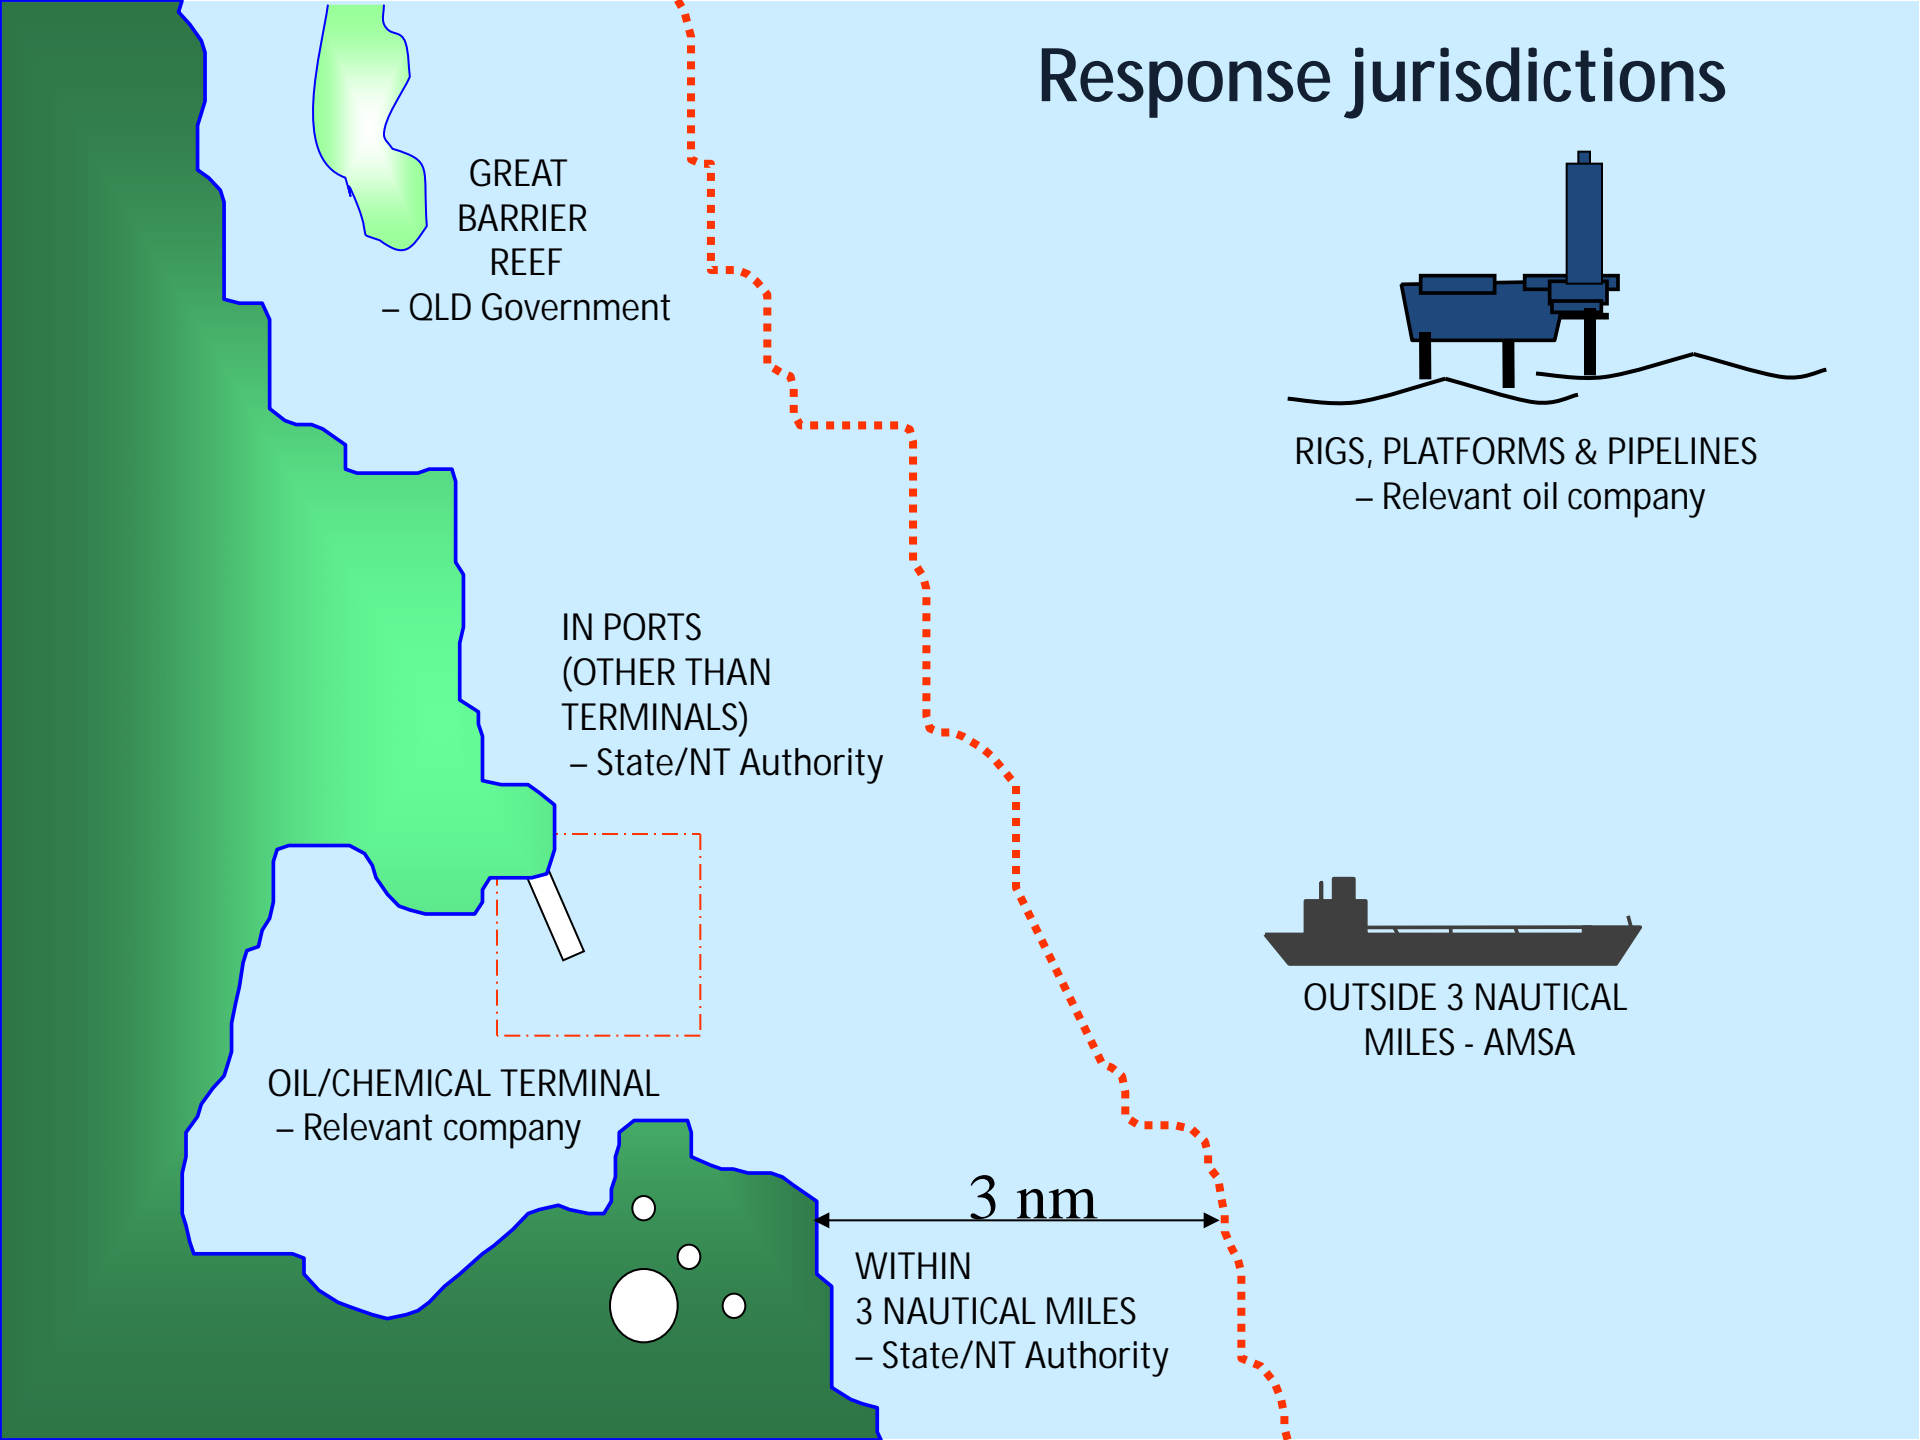 Response jurisdictions
GREAT
BARRIER
REEF
– QLD Government
RIGS, PLATFORMS & PIPELINES
– Relevant oil company
IN PORTS
(OTHER THAN
TERMINALS)
– State/NT Authority
OUTSIDE 3 NAUTICAL
MILES - AMSA
OIL/CHEMICAL TERMINAL
– Relevant company
3 nm
WITHIN
3 NAUTICAL MILES
– State/NT Authority